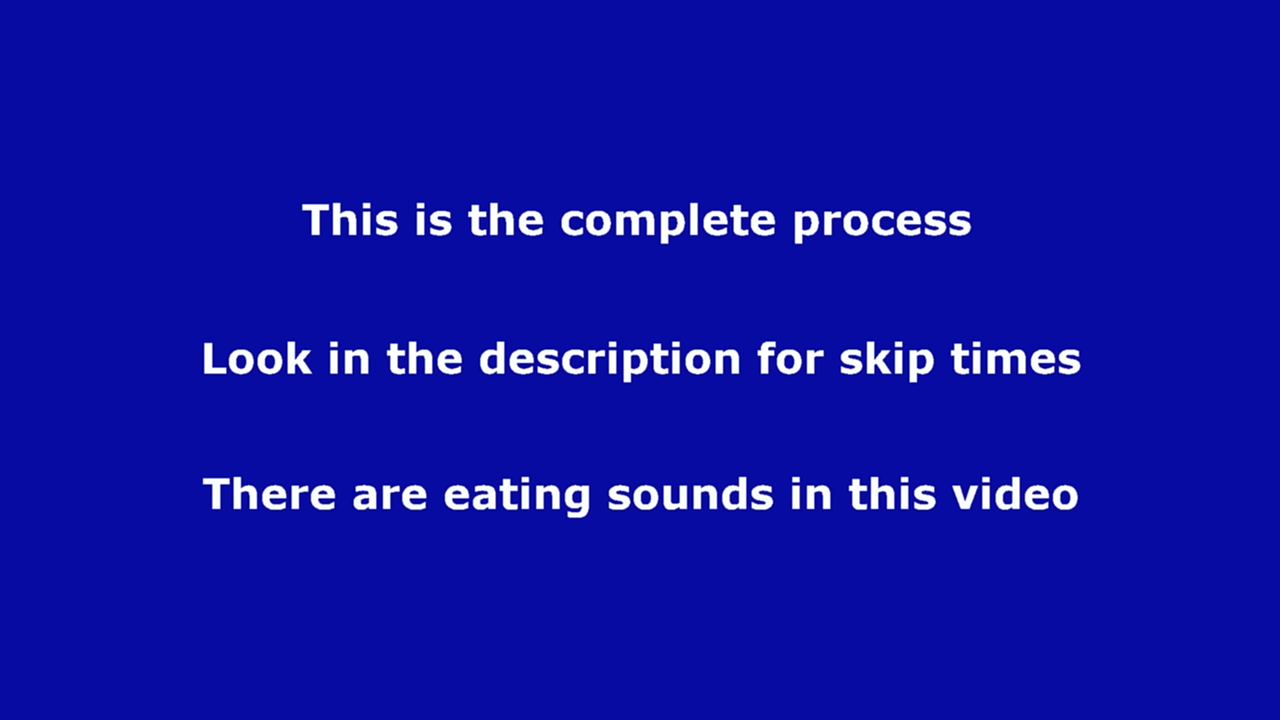 This is the complete process
Look in the description for skip times
There are eating sounds in this video